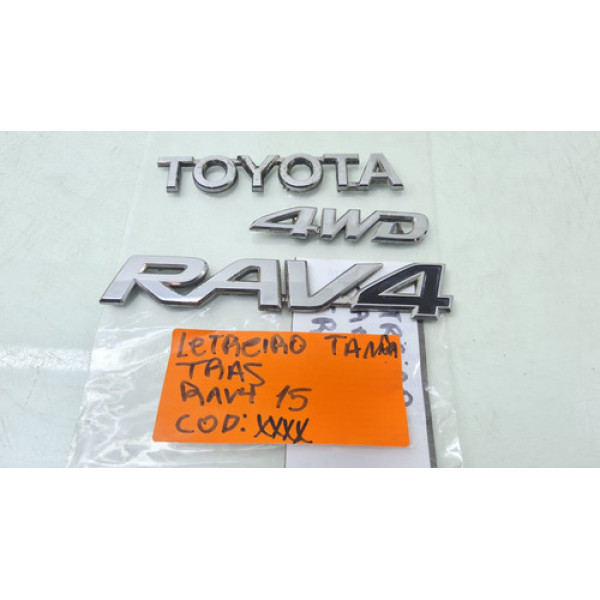 TOYOTA
4WD
RAV4
LETREIRO TAMPA
TRAS
RAV4 15
COD: XXXX